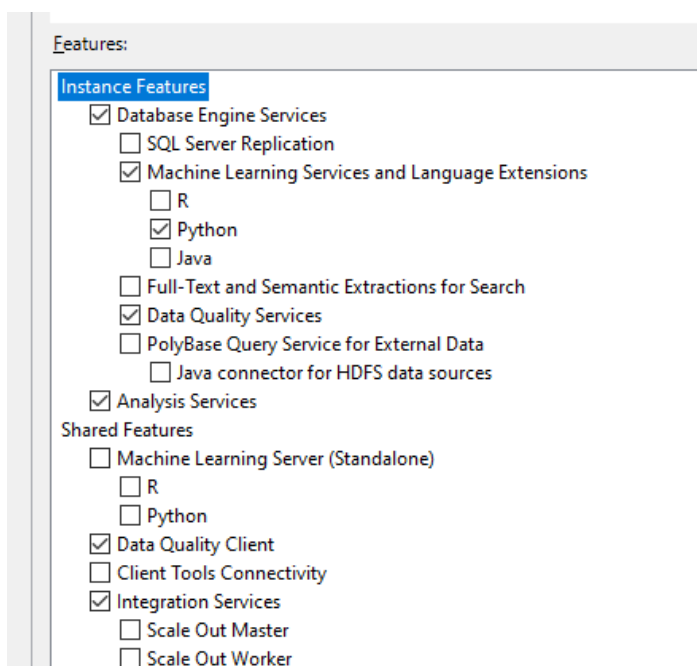 Features:
Instance Features
Database Engine Services
SQL Server Replication
Machine Learning Services and Language Extensions
R
Python
Java
Full-Text and Semantic Extractions for Search
Data Quality Services
PolyBase Query Service for External Data
Java connector for HDFS data sources
Analysis Services
Shared Features
Machine Learning Server (Standalone)
R
Python
Data Quality Client
Client Tools Connectivity
Integration Services
Scale Out Master
Scale Out Worker